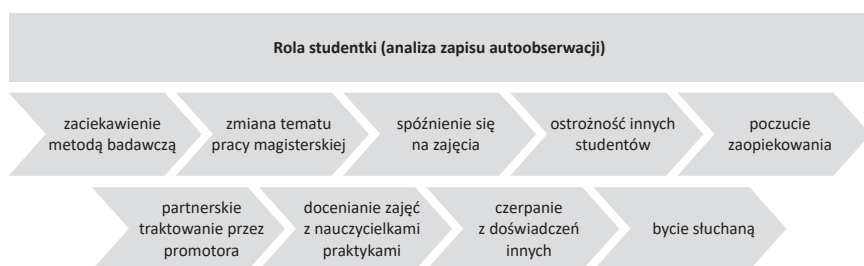 Rola studentki (analiza zapisu autoobserwacji)
zaciekawienie
metodą badawczą
zmiana tematu
pracy magisterskiej
spóźnienie się
na zajęcia
ostrożność innych
studentów
poczucie
zaopiekowania
partnerskie
traktowanie przez
promotora
docenianie zajęć
z nauczycielkami
praktykami
czerpanie
z doświadczeń
innych
bycie słuchaną